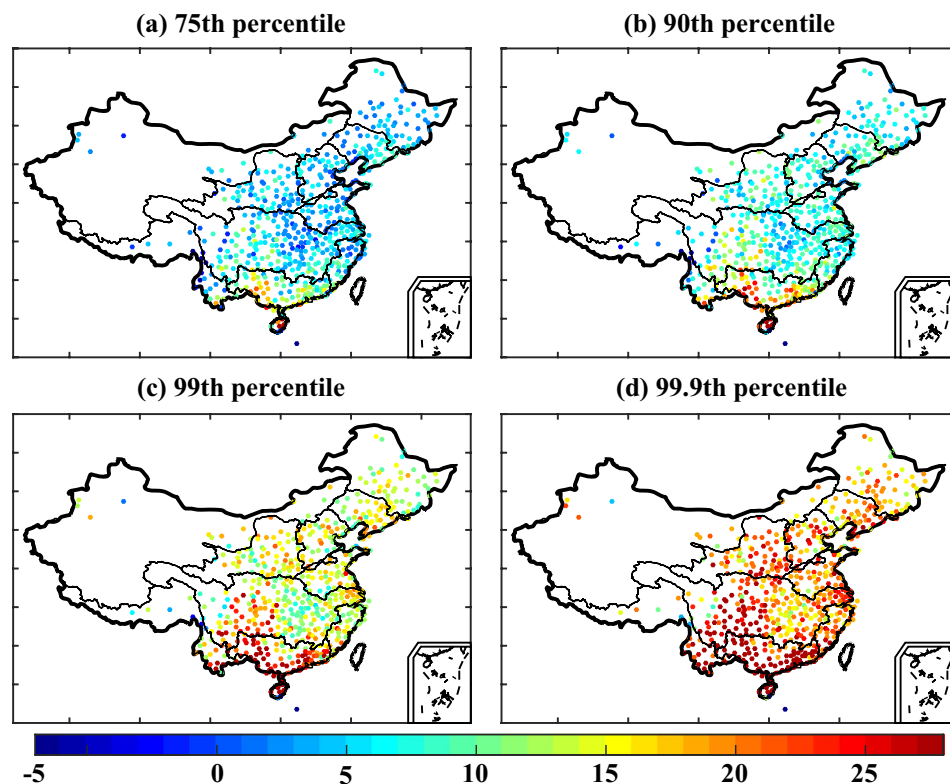 (a) 75th percentile
(b) 90th percentile
(c) 99th percentile
(d) 99.9th percentile
-5 0 5 10 15 20 25